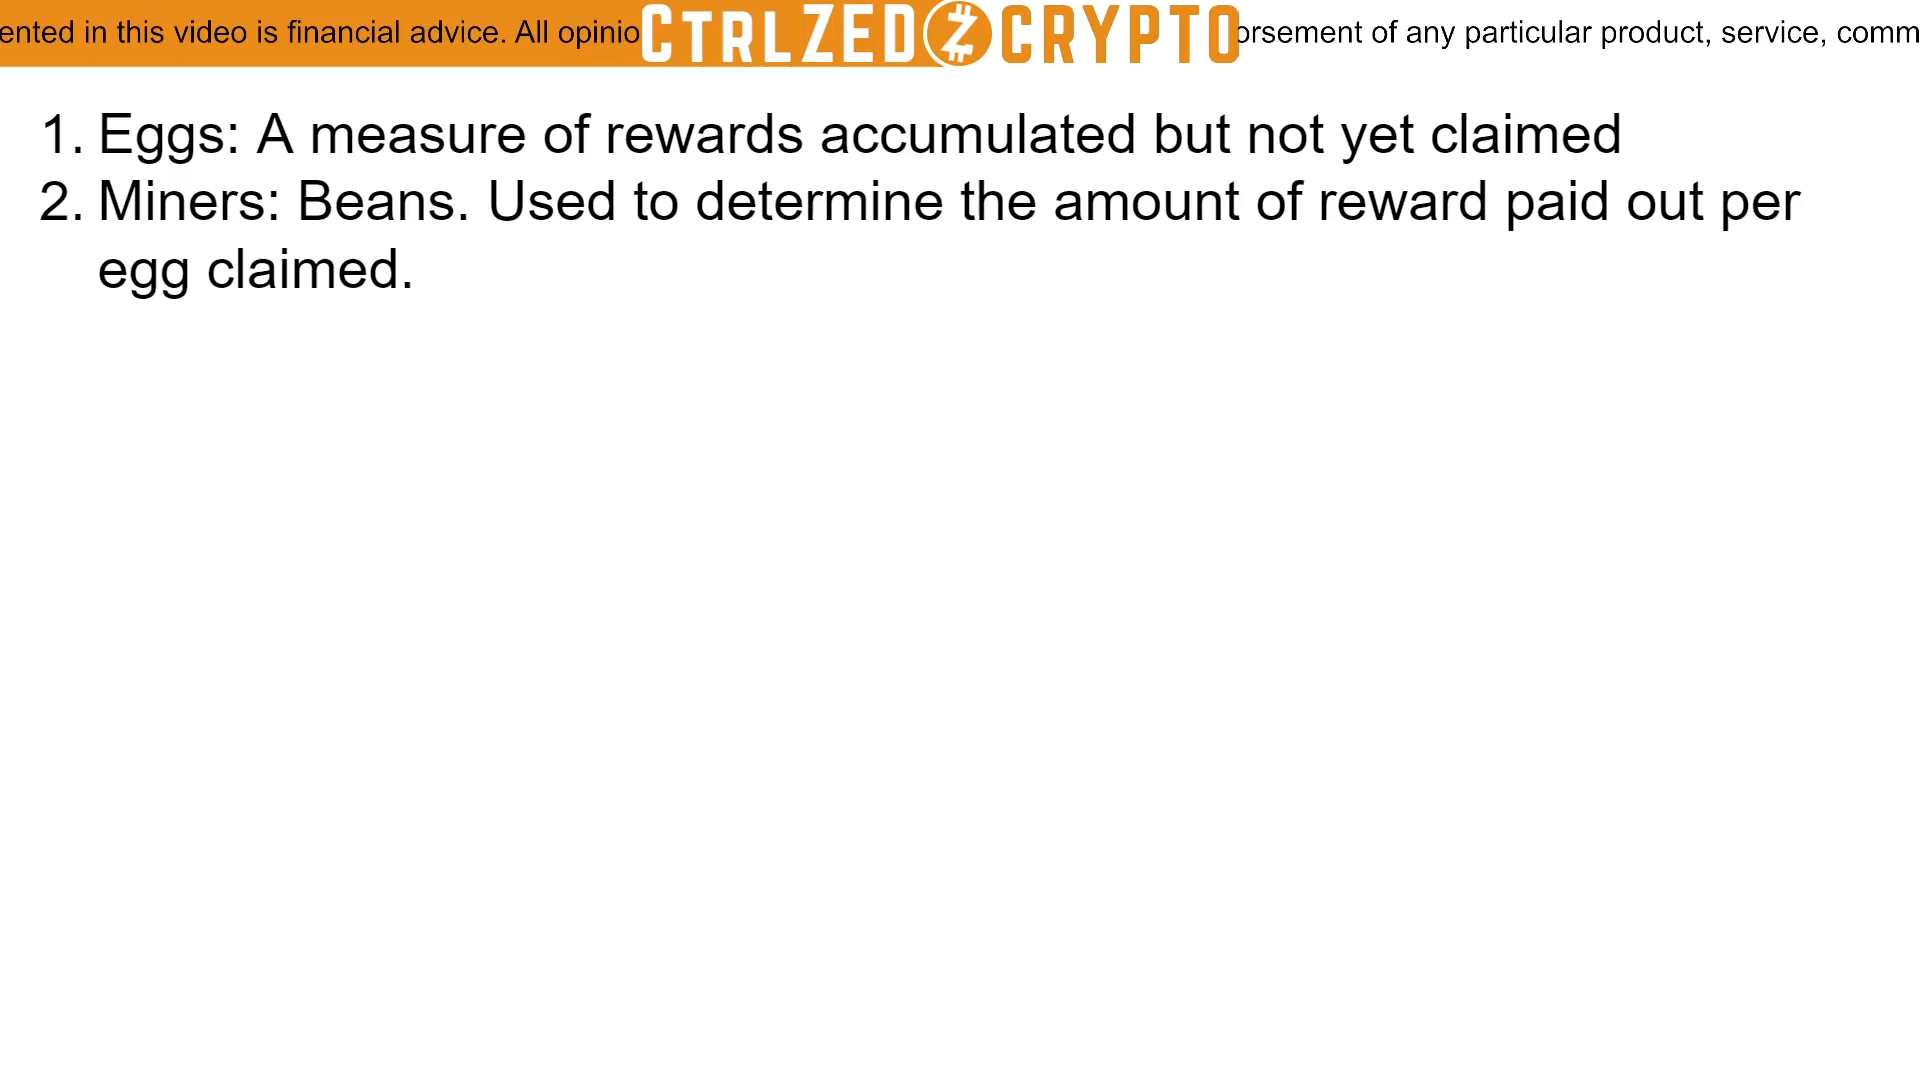 ented in this video is financial advice. All opinio CTRLZED CRYPTO orsement of any particular product, service, comm
1. Eggs: A measure of rewards accumulated but not yet claimed
2. Miners: Beans. Used to determine the amount of reward paid out per
egg claimed.